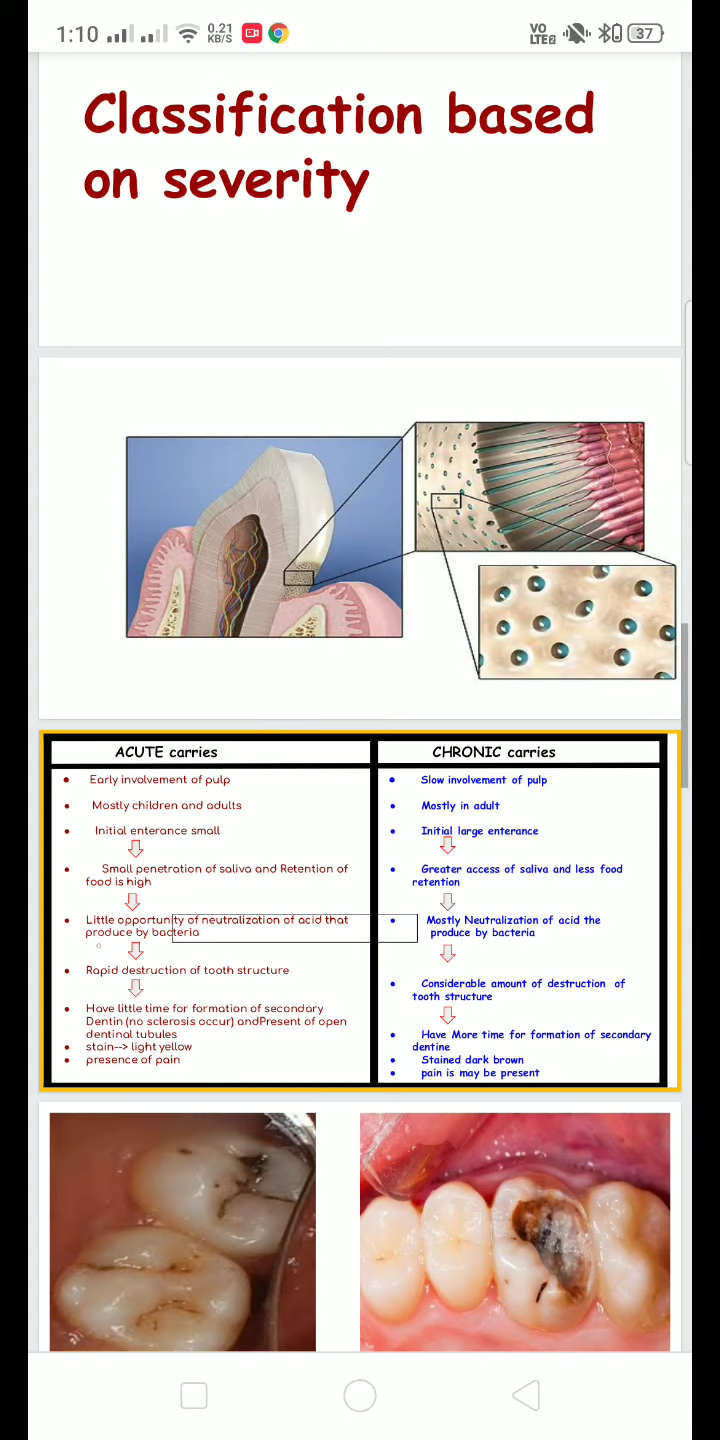 1:10
0.21
KB/S
VO
LTE2
37
Classification based
on severity
ACUTE carries
CHRONIC carries
Early involvement of pulp
Mostly children and adults
Initial enterance small
Small penetration of saliva and Retention of
food is high
Little opportunity of neutralization of acid that
produce by bacteria
Rapid destruction of tooth structure
Have little time for formation of secondary
Dentin (no sclerosis occur) andPresent of open
dentinal tubules
stain--> light yellow
presence of pain
Slow involvement of pulp
Mostly in adult
Initial large enterance
Greater access of saliva and less food
retention
Mostly Neutralization of acid the
produce by bacteria
Considerable amount of destruction of
tooth structure
Have More time for formation of secondary
dentine
Stained dark brown
pain is may be present